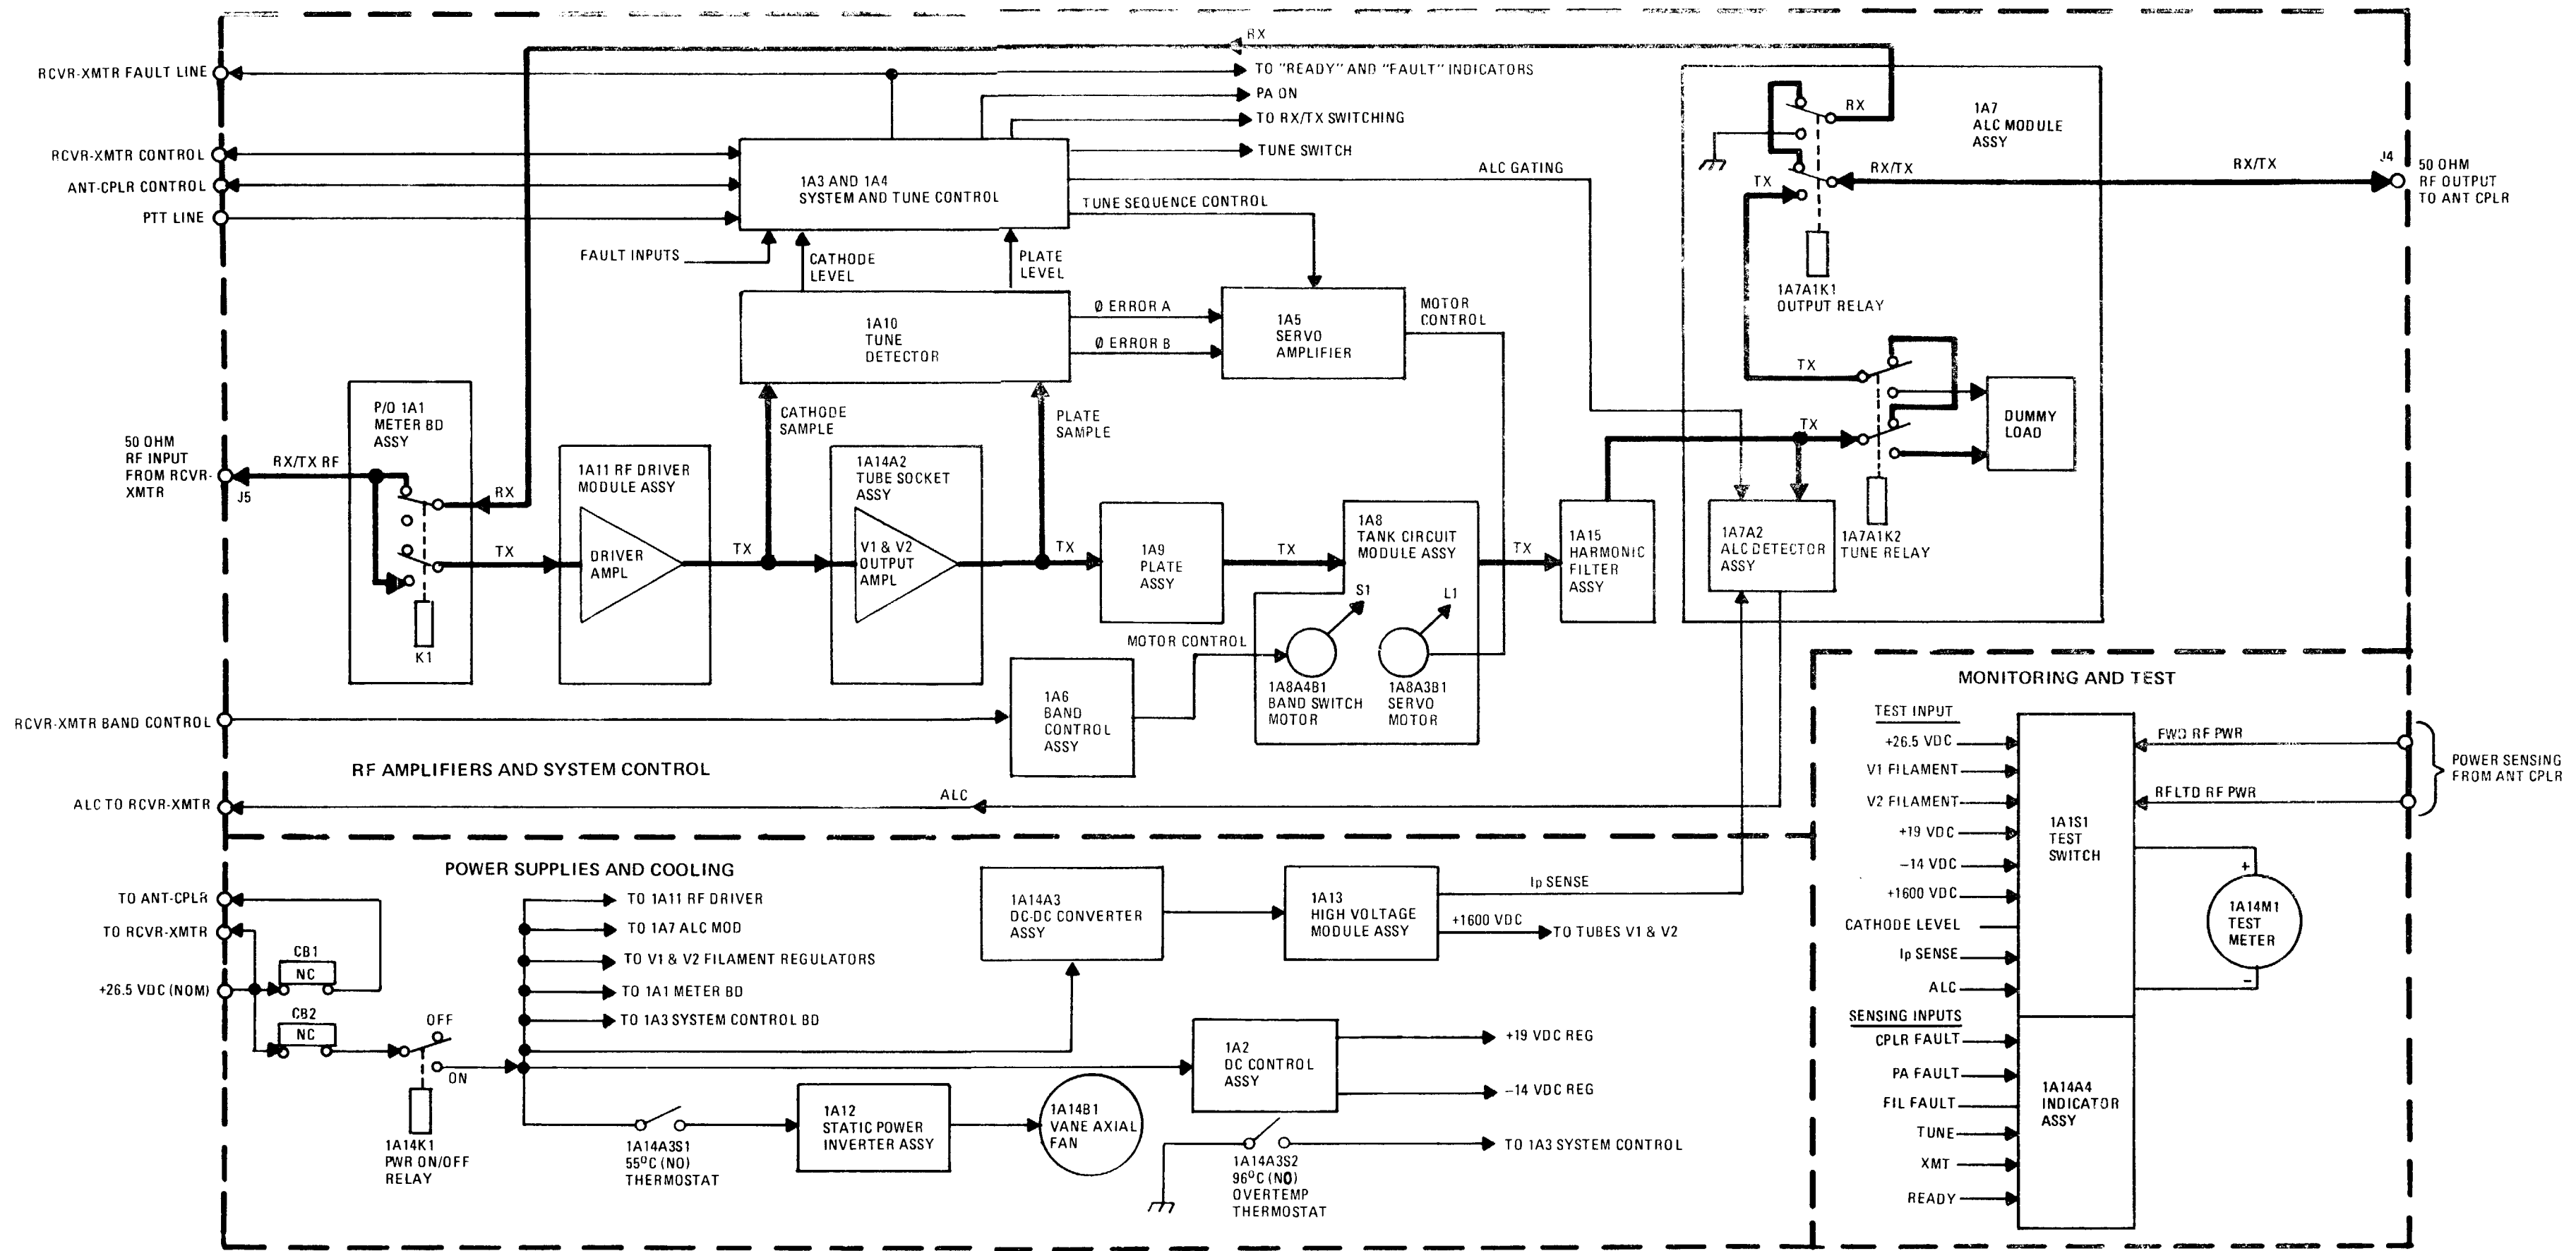 RX
RCVR-XMTR FAULT LINE
TO "READY" AND "FAULT" INDICATORS
PA ON
TO RX/TX SWITCHING
TUNE SWITCH
RCVR-XMTR CONTROL
ANT-CPLR CONTROL
PTT LINE
1A3 AND 1A4
SYSTEM AND TUNE CONTROL
ALC GATING
TUNE SEQUENCE CONTROL
FAULT INPUTS
CATHODE
LEVEL
PLATE
LEVEL
1A10
TUNE
DETECTOR
Ø ERROR A
Ø ERROR B
1A5
SERVO
AMPLIFIER
MOTOR
CONTROL
RX
1A7
ALC MODULE
ASSY
TX
RX/TX
RX/TX
J4
50 OHM
RF OUTPUT
TO ANT CPLR
1A7A1K1
OUTPUT RELAY
TX
TX
DUMMY
LOAD
1A7A2
ALC DETECTOR
ASSY
1A7A1K2
TUNE RELAY
50 OHM
RF INPUT
FROM RCVR-
XMTR
J5
RX/TX RF
P/O 1A1
METER BD
ASSY
RX
K1
TX
1A11 RF DRIVER
MODULE ASSY
DRIVER
AMPL
TX
CATHODE
SAMPLE
1A14A2
TUBE SOCKET
ASSY
V1 & V2
OUTPUT
AMPL
PLATE
SAMPLE
TX
1A9
PLATE
ASSY
TX
1A8
TANK CIRCUIT
MODULE ASSY
S1
L1
TX
1A15
HARMONIC
FILTER
ASSY
MOTOR CONTROL
1A8A4B1
BAND SWITCH
MOTOR
1A8A3B1
SERVO
MOTOR
1A6
BAND
CONTROL
ASSY
RCVR-XMTR BAND CONTROL
RF AMPLIFIERS AND SYSTEM CONTROL
ALC TO RCVR-XMTR
ALC
POWER SUPPLIES AND COOLING
TO ANT-CPLR
TO RCVR-XMTR
+26.5 VDC (NOM)
CB1
NC
CB2
NC
OFF
ON
1A14K1
PWR ON/OFF
RELAY
TO 1A11 RF DRIVER
TO 1A7 ALC MOD
TO V1 & V2 FILAMENT REGULATORS
TO 1A1 METER BD
TO 1A3 SYSTEM CONTROL BD
1A14A3
DC-DC CONVERTER
ASSY
1A13
HIGH VOLTAGE
MODULE ASSY
Ip SENSE
+1600 VDC
TO TUBES V1 & V2
1A2
DC CONTROL
ASSY
+19 VDC REG
-14 VDC REG
1A14A3S1
55°C (NO)
THERMOSTAT
1A12
STATIC POWER
INVERTER ASSY
1A14B1
VANE AXIAL
FAN
1A14A3S2
96°C (NO)
OVERTEMP
THERMOSTAT
TO 1A3 SYSTEM CONTROL
MONITORING AND TEST
TEST INPUT
+26.5 VDC
V1 FILAMENT
V2 FILAMENT
+19 VDC
-14 VDC
+1600 VDC
CATHODE LEVEL
Ip SENSE
ALC
SENSING INPUTS
CPLR FAULT
PA FAULT
FIL FAULT
TUNE
XMT
READY
1A1S1
TEST
SWITCH
1A14A4
INDICATOR
ASSY
FWD RF PWR
RFLTD RF PWR
POWER SENSING
FROM ANT CPLR
+
1A14M1
TEST
METER
-